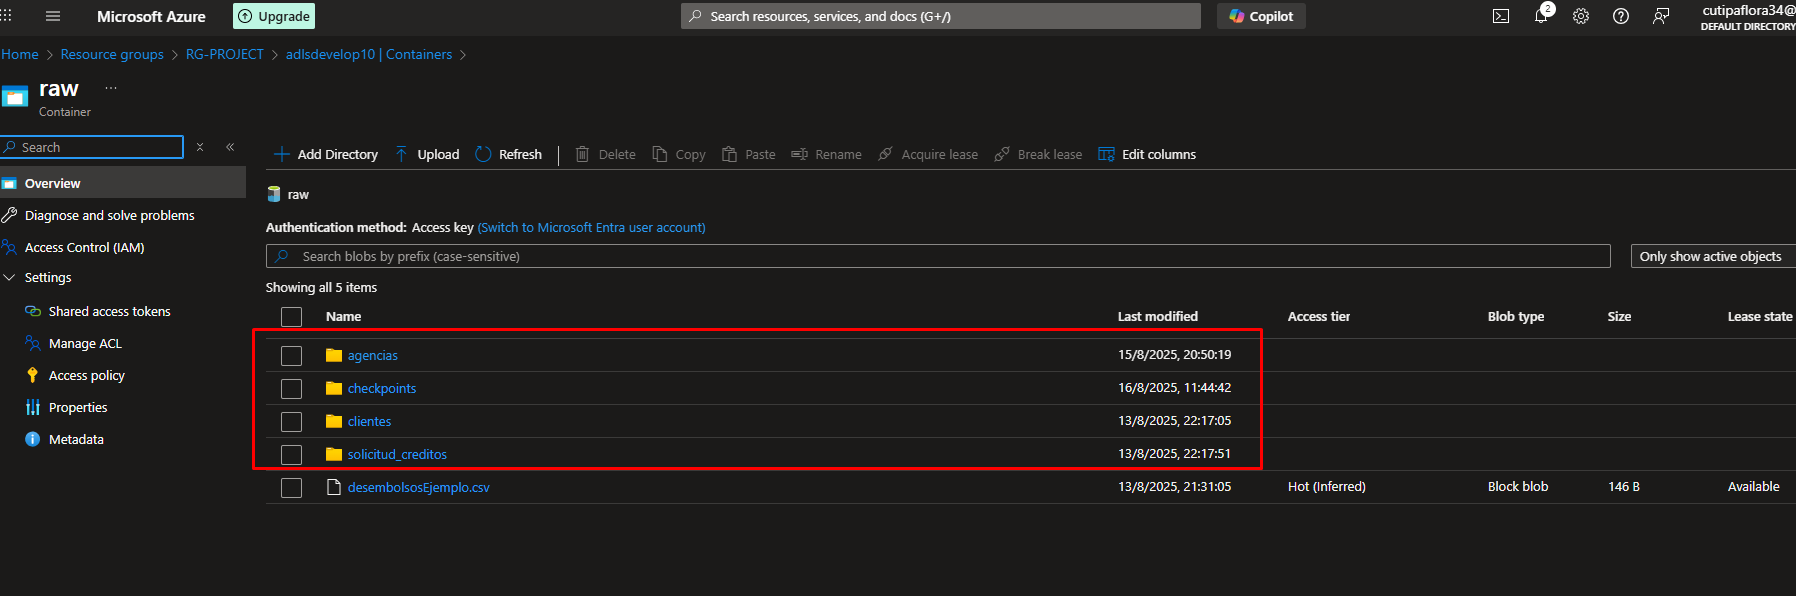 Microsoft Azure
Upgrade
Search resources, services, and docs (G+/)
Copilot
2
cutipaflora34@
DEFAULT DIRECTORY
Home > Resource groups > RG-PROJECT > adlsdevelop10 | Containers >
raw ...
Container
Search
Add Directory
Upload
Refresh
Delete
Copy
Paste
Rename
Acquire lease
Break lease
Edit columns
Overview
Diagnose and solve problems
Access Control (IAM)
Settings
Shared access tokens
Manage ACL
Access policy
Properties
Metadata
raw
Authentication method: Access key (Switch to Microsoft Entra user account)
Search blobs by prefix (case-sensitive)
Only show active objects
Showing all 5 items
Name Last modified Access tier Blob type Size Lease state
agencias 15/8/2025, 20:50:19
checkpoints 16/8/2025, 11:44:42
clientes 13/8/2025, 22:17:05
solicitud_creditos 13/8/2025, 22:17:51
desembolsosEjemplo.csv 13/8/2025, 21:31:05 Hot (Inferred) Block blob 146 B Available